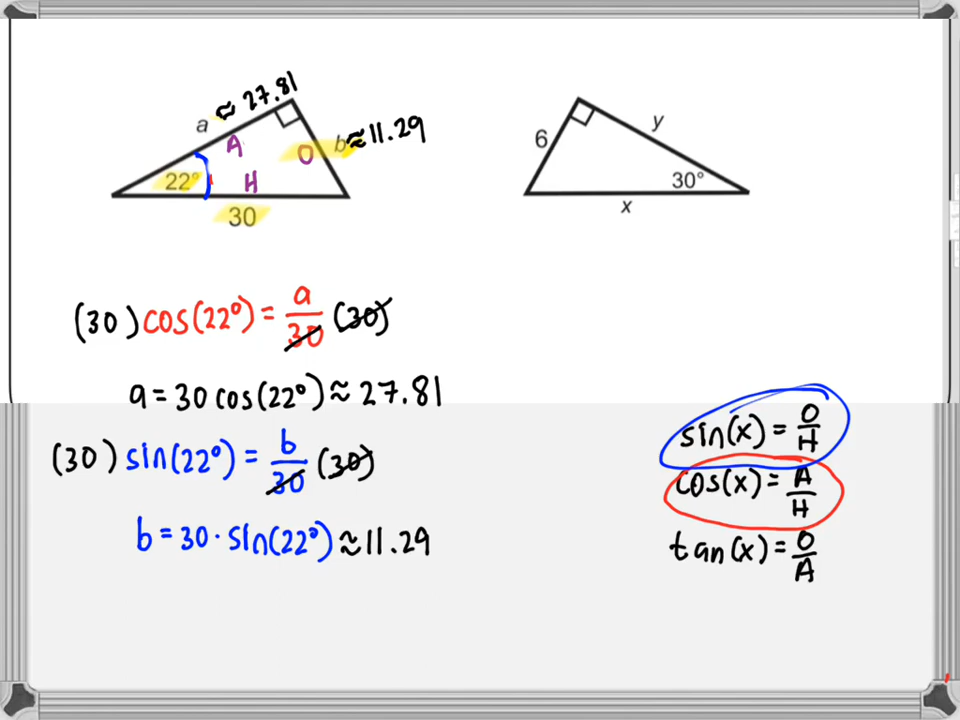 a ≈ 27.81
A
O
b ≈ 11.29
22°
H
30
6
y
30°
x
(30) cos(22°) = a/30 (30)
a = 30 cos(22°) ≈ 27.81
(30) sin(22°) = b/30 (30)
b = 30 · sin(22°) ≈ 11.29
sin(x) = O/H
cos(x) = A/H
tan(x) = O/A